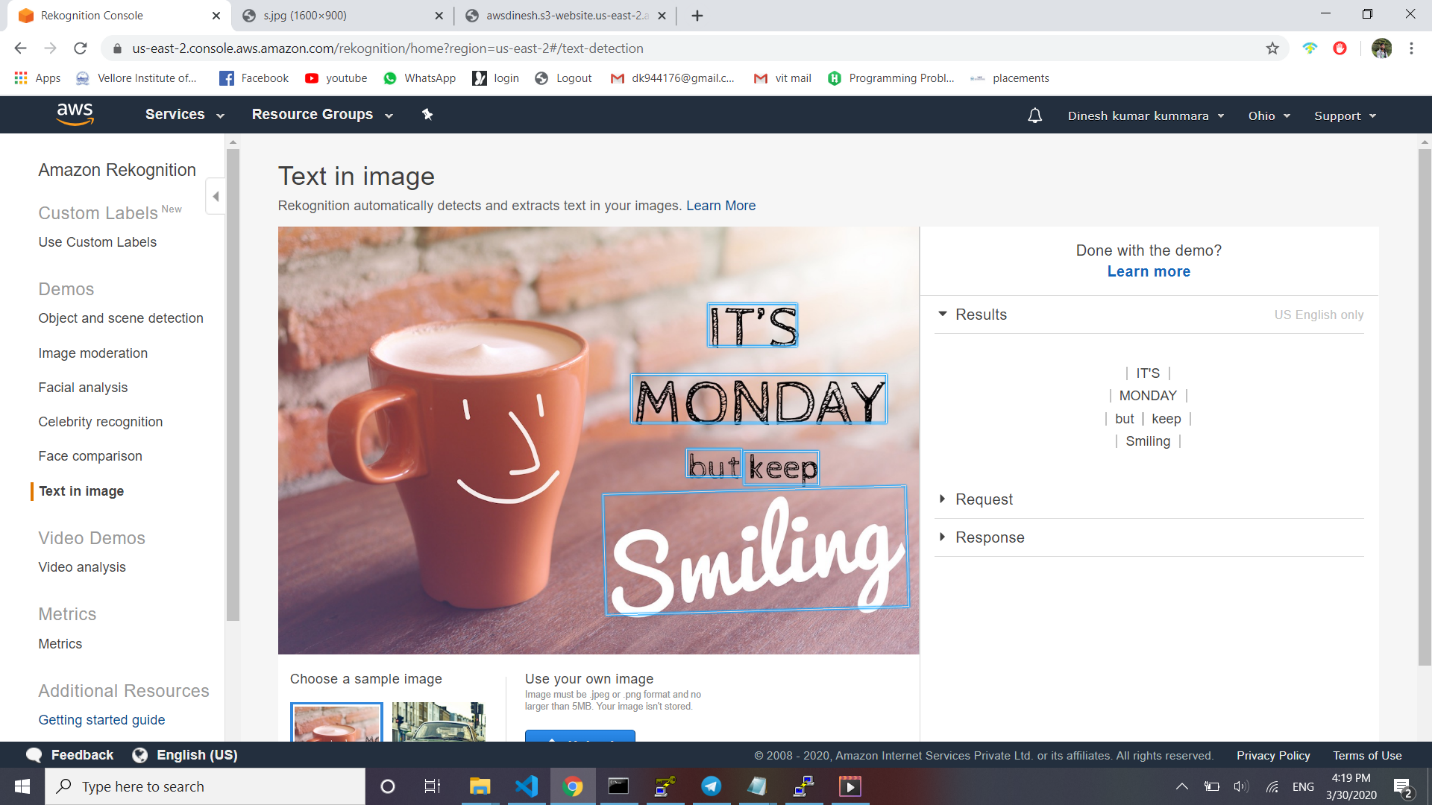 Rekognition Console
s.jpg (1600×900)
awsdinesh.s3-website.us-east-2.a
us-east-2.console.aws.amazon.com/rekognition/home?region=us-east-2#/text-detection
Apps Vellore Institute of... Facebook youtube WhatsApp login Logout dk944176@gmail.c... vit mail Programming Probl... placements
aws Services Resource Groups Dinesh kumar kummara Ohio Support
Amazon Rekognition
Custom Labels New
Use Custom Labels
Demos
Object and scene detection
Image moderation
Facial analysis
Celebrity recognition
Face comparison
Text in image
Video Demos
Video analysis
Metrics
Metrics
Additional Resources
Getting started guide
Text in image
Rekognition automatically detects and extracts text in your images. Learn More
IT'S
MONDAY
but keep
Smiling
Done with the demo?
Learn more
Results US English only
| IT'S |
| MONDAY |
| but | keep |
| Smiling |
Request
Response
Choose a sample image
Use your own image
Image must be .jpeg or .png format and no
larger than 5MB. Your image isn't stored.
Feedback English (US) © 2008 - 2020, Amazon Internet Services Private Ltd. or its affiliates. All rights reserved. Privacy Policy Terms of Use
Type here to search
ENG
4:19 PM
3/30/2020
2